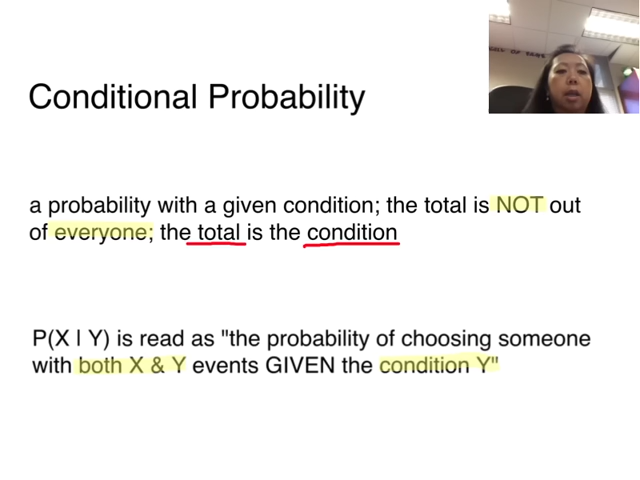 Conditional Probability
a probability with a given condition; the total is NOT out
of everyone; the total is the condition
P(X | Y) is read as "the probability of choosing someone
with both X & Y events GIVEN the condition Y"